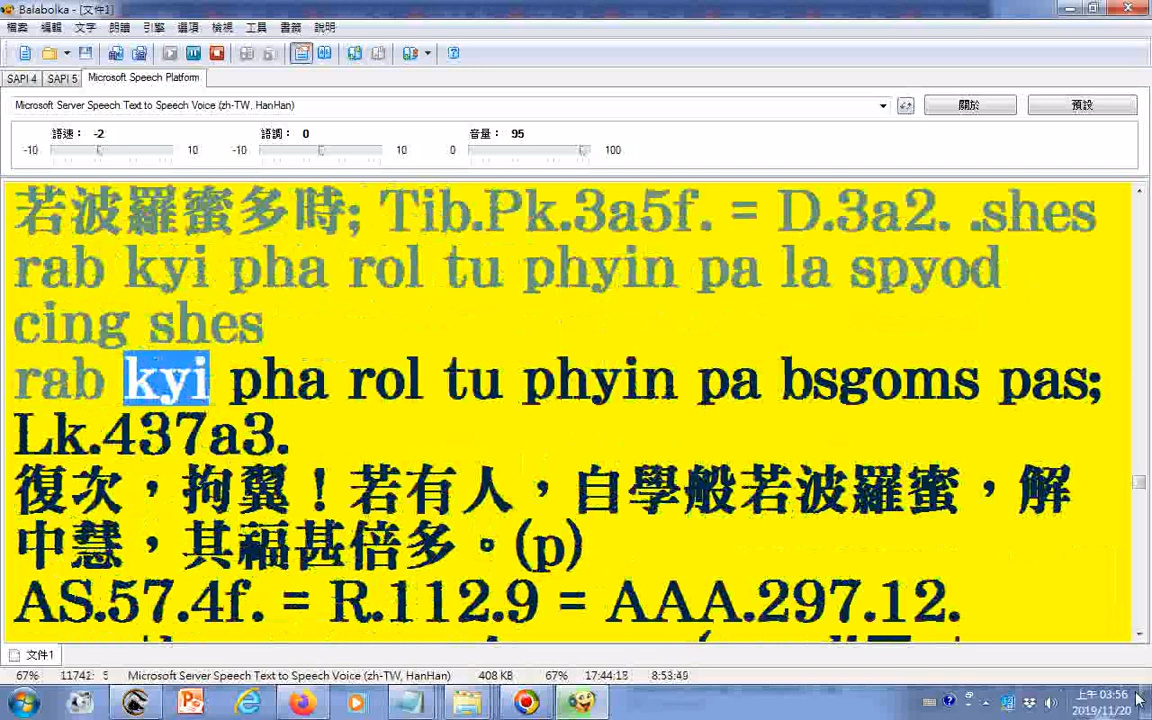 Balabolka - [文件1]
檔案 編輯 文字 朗讀 引擎 選項 檢視 工具 書籤 說明
SAPI 4 SAPI 5 Microsoft Speech Platform
Microsoft Server Speech Text to Speech Voice (zh-TW, HanHan) 關於 預設
語速： -2 語調： 0 音量： 95
-10 10 -10 10 0 100
若波羅蜜多時; Tib.Pk.3a5f. = D.3a2. .shes
rab kyi pha rol tu phyin pa la spyod
cing shes
rab kyi pha rol tu phyin pa bsgoms pas;
Lk.437a3.
復次，拘翼！若有人，自學般若波羅蜜，解
中慧，其福甚倍多。(p)
AS.57.4f. = R.112.9 = AAA.297.12.
文件1
67% 11742: 5 Microsoft Server Speech Text to Speech Voice (zh-TW, HanHan) 408 KB 67% 17:44:18 8:53:49
上午 03:56
2019/11/20